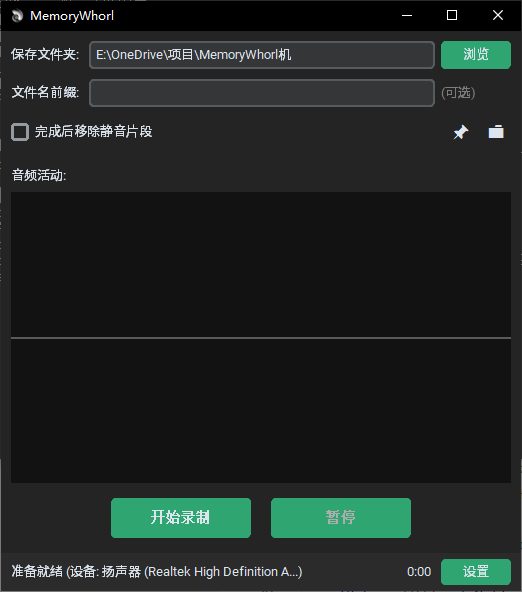 MemoryWhorl
保存文件夹: E:\OneDrive\项目\MemoryWhorl机 浏览
文件名前缀: (可选)
完成后移除静音片段
音频活动:
开始录制 暂停
准备就绪 (设备: 扬声器 (Realtek High Definition A...) 0:00 设置